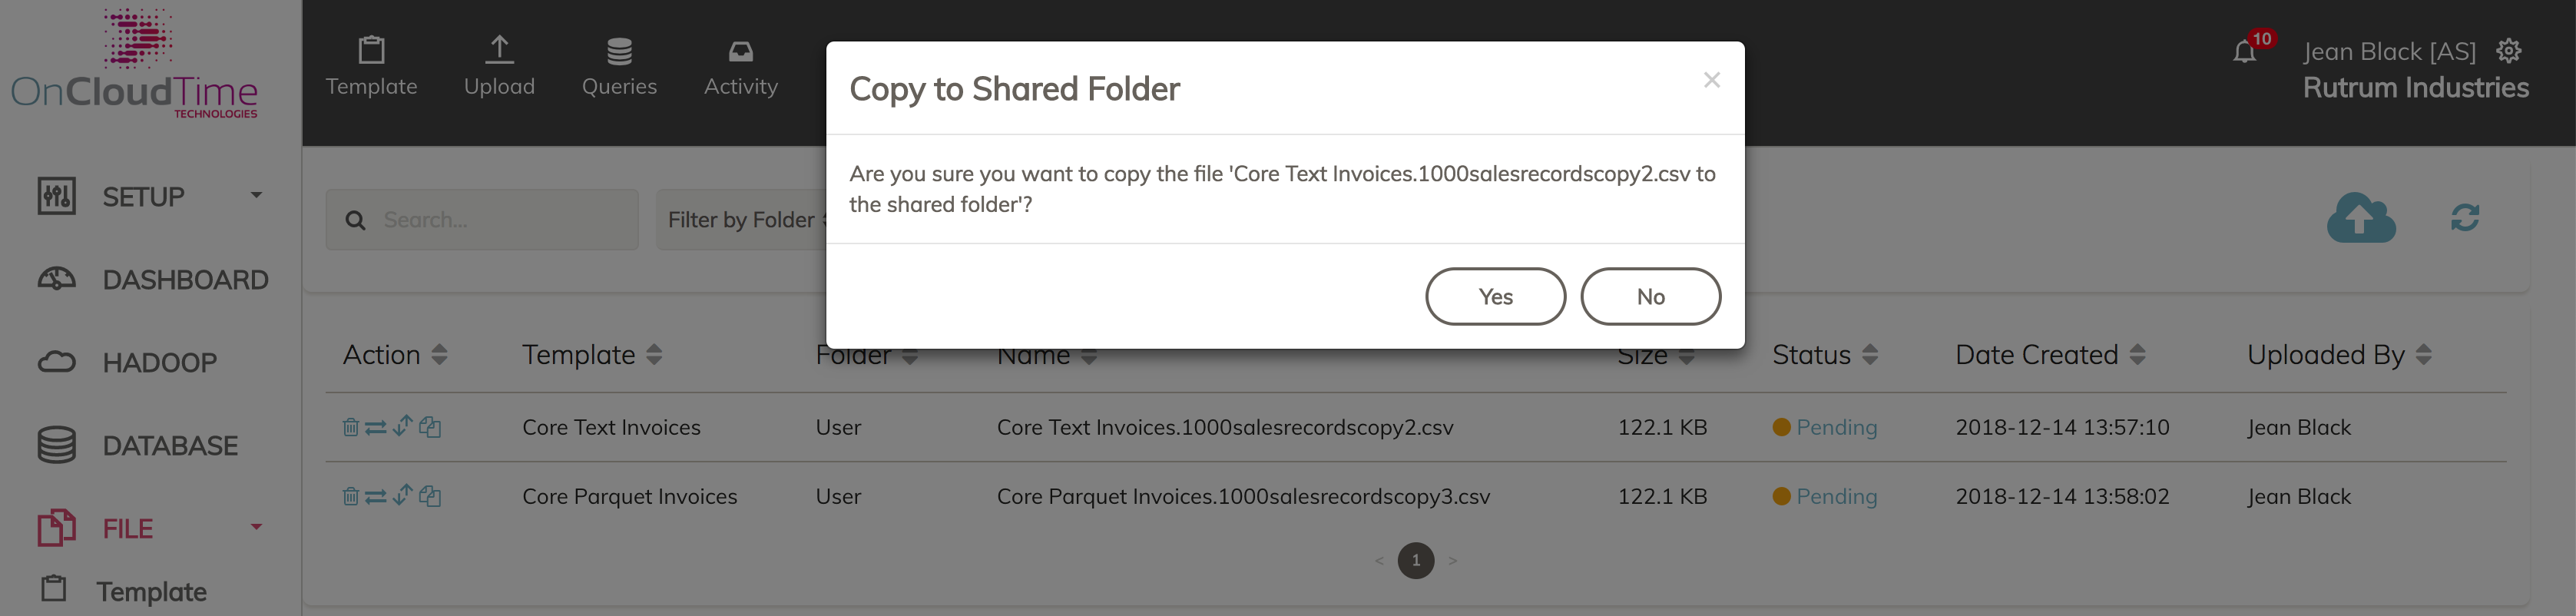 OnCloudTime
TECHNOLOGIES
Template
Upload
Queries
Activity
10
Jean Black [AS]
Rutrum Industries
Copy to Shared Folder
×
Are you sure you want to copy the file 'Core Text Invoices.1000salesrecordscopy2.csv to
the shared folder'?
Yes
No
SETUP
DASHBOARD
HADOOP
DATABASE
FILE
Template
Search...
Filter by Folder
Action Template Folder Name Size Status Date Created Uploaded By
Core Text Invoices User Core Text Invoices.1000salesrecordscopy2.csv 122.1 KB Pending 2018-12-14 13:57:10 Jean Black
Core Parquet Invoices User Core Parquet Invoices.1000salesrecordscopy3.csv 122.1 KB Pending 2018-12-14 13:58:02 Jean Black
< 1 >